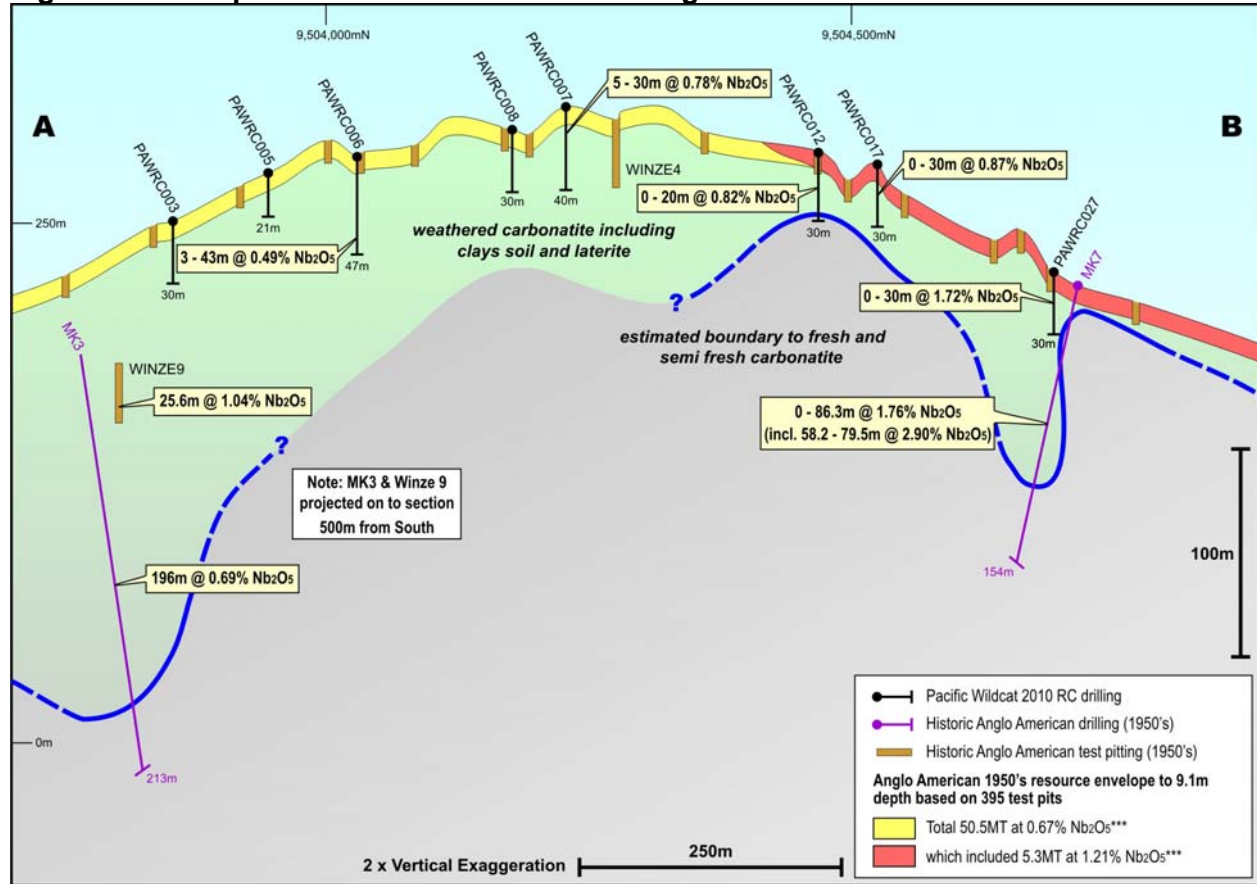 9,504,000mN
9,504,500mN
A
B
PAWRC003
PAWRC005
PAWRC006
PAWRC008
PAWRC007
PAWRC012
PAWRC017
PAWRC027
MK7
MK3
5 - 30m @ 0.78% Nb₂O₅
0 - 30m @ 0.87% Nb₂O₅
WINZE4
0 - 20m @ 0.82% Nb₂O₅
30m
21m
47m
30m
40m
30m
30m
30m
250m
3 - 43m @ 0.49% Nb₂O₅
weathered carbonatite including
clays soil and laterite
0 - 30m @ 1.72% Nb₂O₅
?
estimated boundary to fresh and
semi fresh carbonatite
WINZE9
25.6m @ 1.04% Nb₂O₅
0 - 86.3m @ 1.76% Nb₂O₅
(incl. 58.2 - 79.5m @ 2.90% Nb₂O₅)
?
Note: MK3 & Winze 9
projected on to section
500m from South
100m
154m
196m @ 0.69% Nb₂O₅
0m
213m
Pacific Wildcat 2010 RC drilling
Historic Anglo American drilling (1950's)
Historic Anglo American test pitting (1950's)
Anglo American 1950's resource envelope to 9.1m
depth based on 395 test pits
Total 50.5MT at 0.67% Nb₂O₅***
which included 5.3MT at 1.21% Nb₂O₅***
2 x Vertical Exaggeration
250m